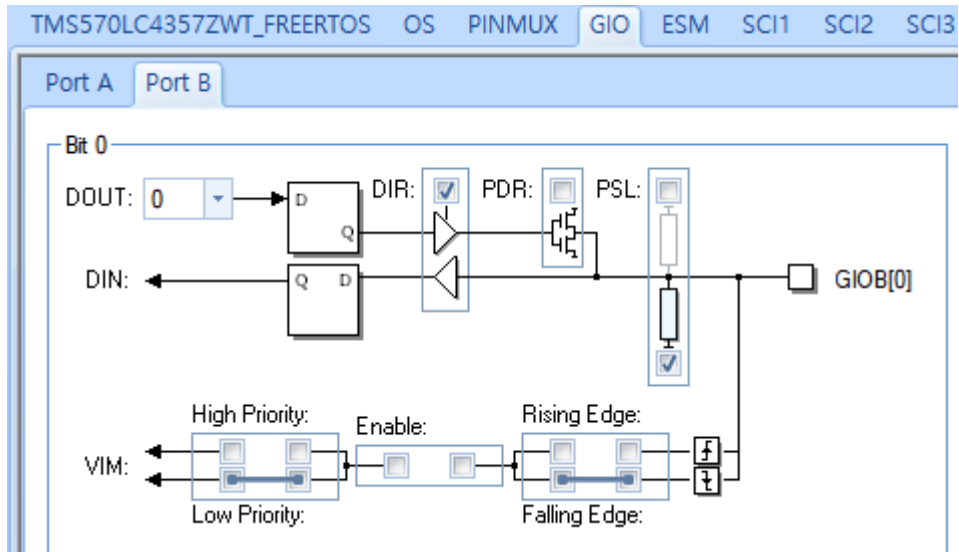 TMS570LC4357ZWT_FREERTOS OS PINMUX GIO ESM SCI1 SCI2 SCI3
Port A Port B
Bit 0
DOUT: 0 D Q DIR: PDR: PSL:
DIN: Q D GIOB[0]
High Priority: Enable: Rising Edge:
VIM:
Low Priority: Falling Edge: